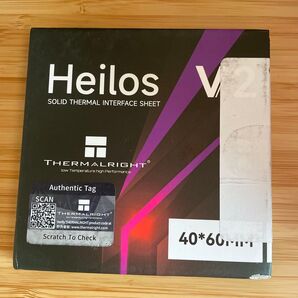 Heilos V2
SOLID THERMAL INTERFACE SHEET
THERMALRIGHT®
low Temperature high Performance
Authentic Tag
SCAN
THERMALRIGHT
Scratch To Check
40*60MM